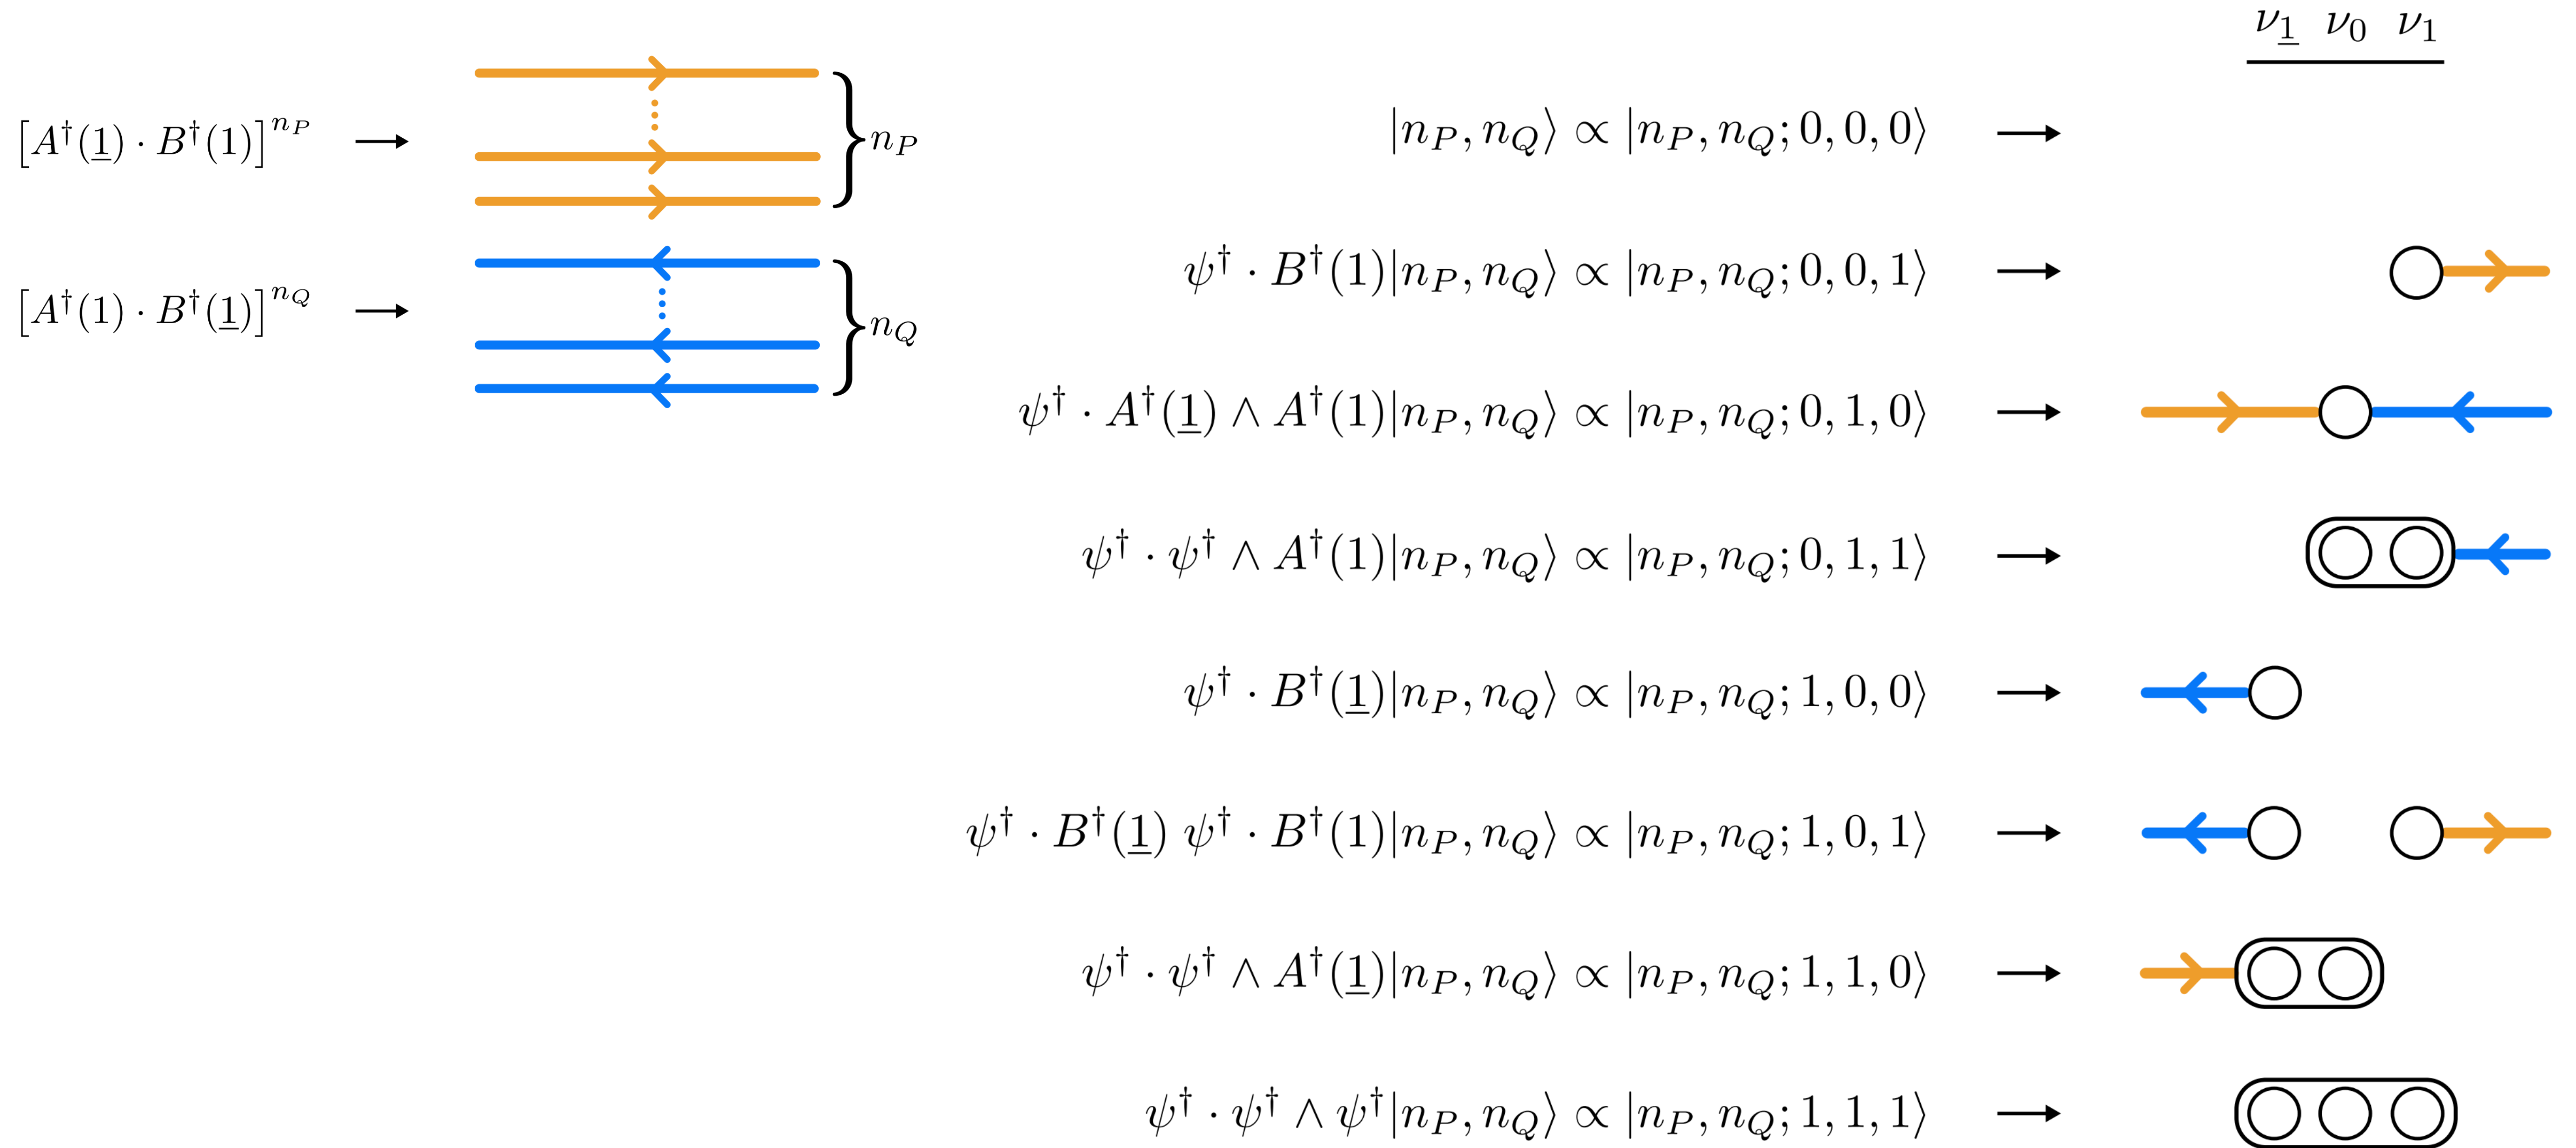 [A†(1̲) · B†(1)]^{n_P} → } n_P
[A†(1) · B†(1̲)]^{n_Q} → } n_Q
ν_{1̲} ν_0 ν_1
|n_P, n_Q⟩ ∝ |n_P, n_Q; 0, 0, 0⟩ →
ψ† · B†(1)|n_P, n_Q⟩ ∝ |n_P, n_Q; 0, 0, 1⟩ →
ψ† · A†(1̲) ∧ A†(1)|n_P, n_Q⟩ ∝ |n_P, n_Q; 0, 1, 0⟩ →
ψ† · ψ† ∧ A†(1)|n_P, n_Q⟩ ∝ |n_P, n_Q; 0, 1, 1⟩ →
ψ† · B†(1̲)|n_P, n_Q⟩ ∝ |n_P, n_Q; 1, 0, 0⟩ →
ψ† · B†(1̲) ψ† · B†(1)|n_P, n_Q⟩ ∝ |n_P, n_Q; 1, 0, 1⟩ →
ψ† · ψ† ∧ A†(1̲)|n_P, n_Q⟩ ∝ |n_P, n_Q; 1, 1, 0⟩ →
ψ† · ψ† ∧ ψ†|n_P, n_Q⟩ ∝ |n_P, n_Q; 1, 1, 1⟩ →